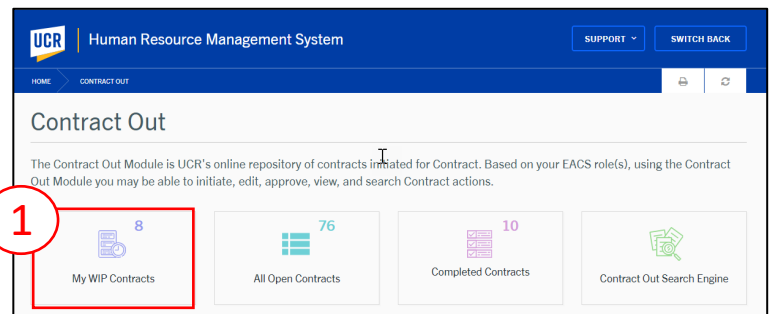 UCR
Human Resource Management System
SUPPORT
SWITCH BACK
HOME
CONTRACT OUT
Contract Out
The Contract Out Module is UCR's online repository of contracts initiated for Contract. Based on your EACS role(s), using the Contract
Out Module you may be able to initiate, edit, approve, view, and search Contract actions.
1
8
My WIP Contracts
76
All Open Contracts
10
Completed Contracts
Contract Out Search Engine